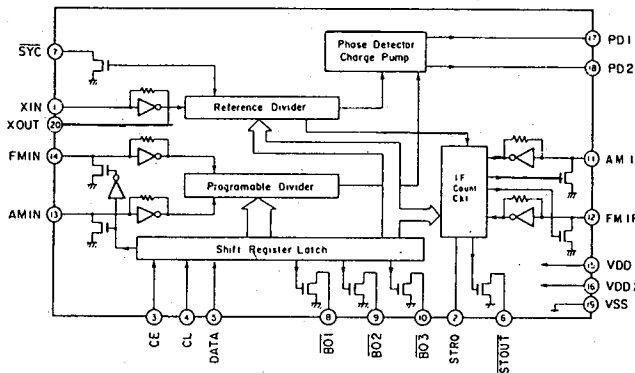 SYC
7
Phase Detector
Charge Pump
17
PD1
18
PD2
XIN
1
XOUT
20
Reference Divider
FMIN
14
AMIN
13
Programable Divider
IF
Count
Ckt
11
AM I
12
FM IF
Shift Register Latch
15
VDD
16
VDD2
VSS
3
4
5
8
9
10
2
6
CE
CL
DATA
BO1
BO2
BO3
STRQ
STOUT